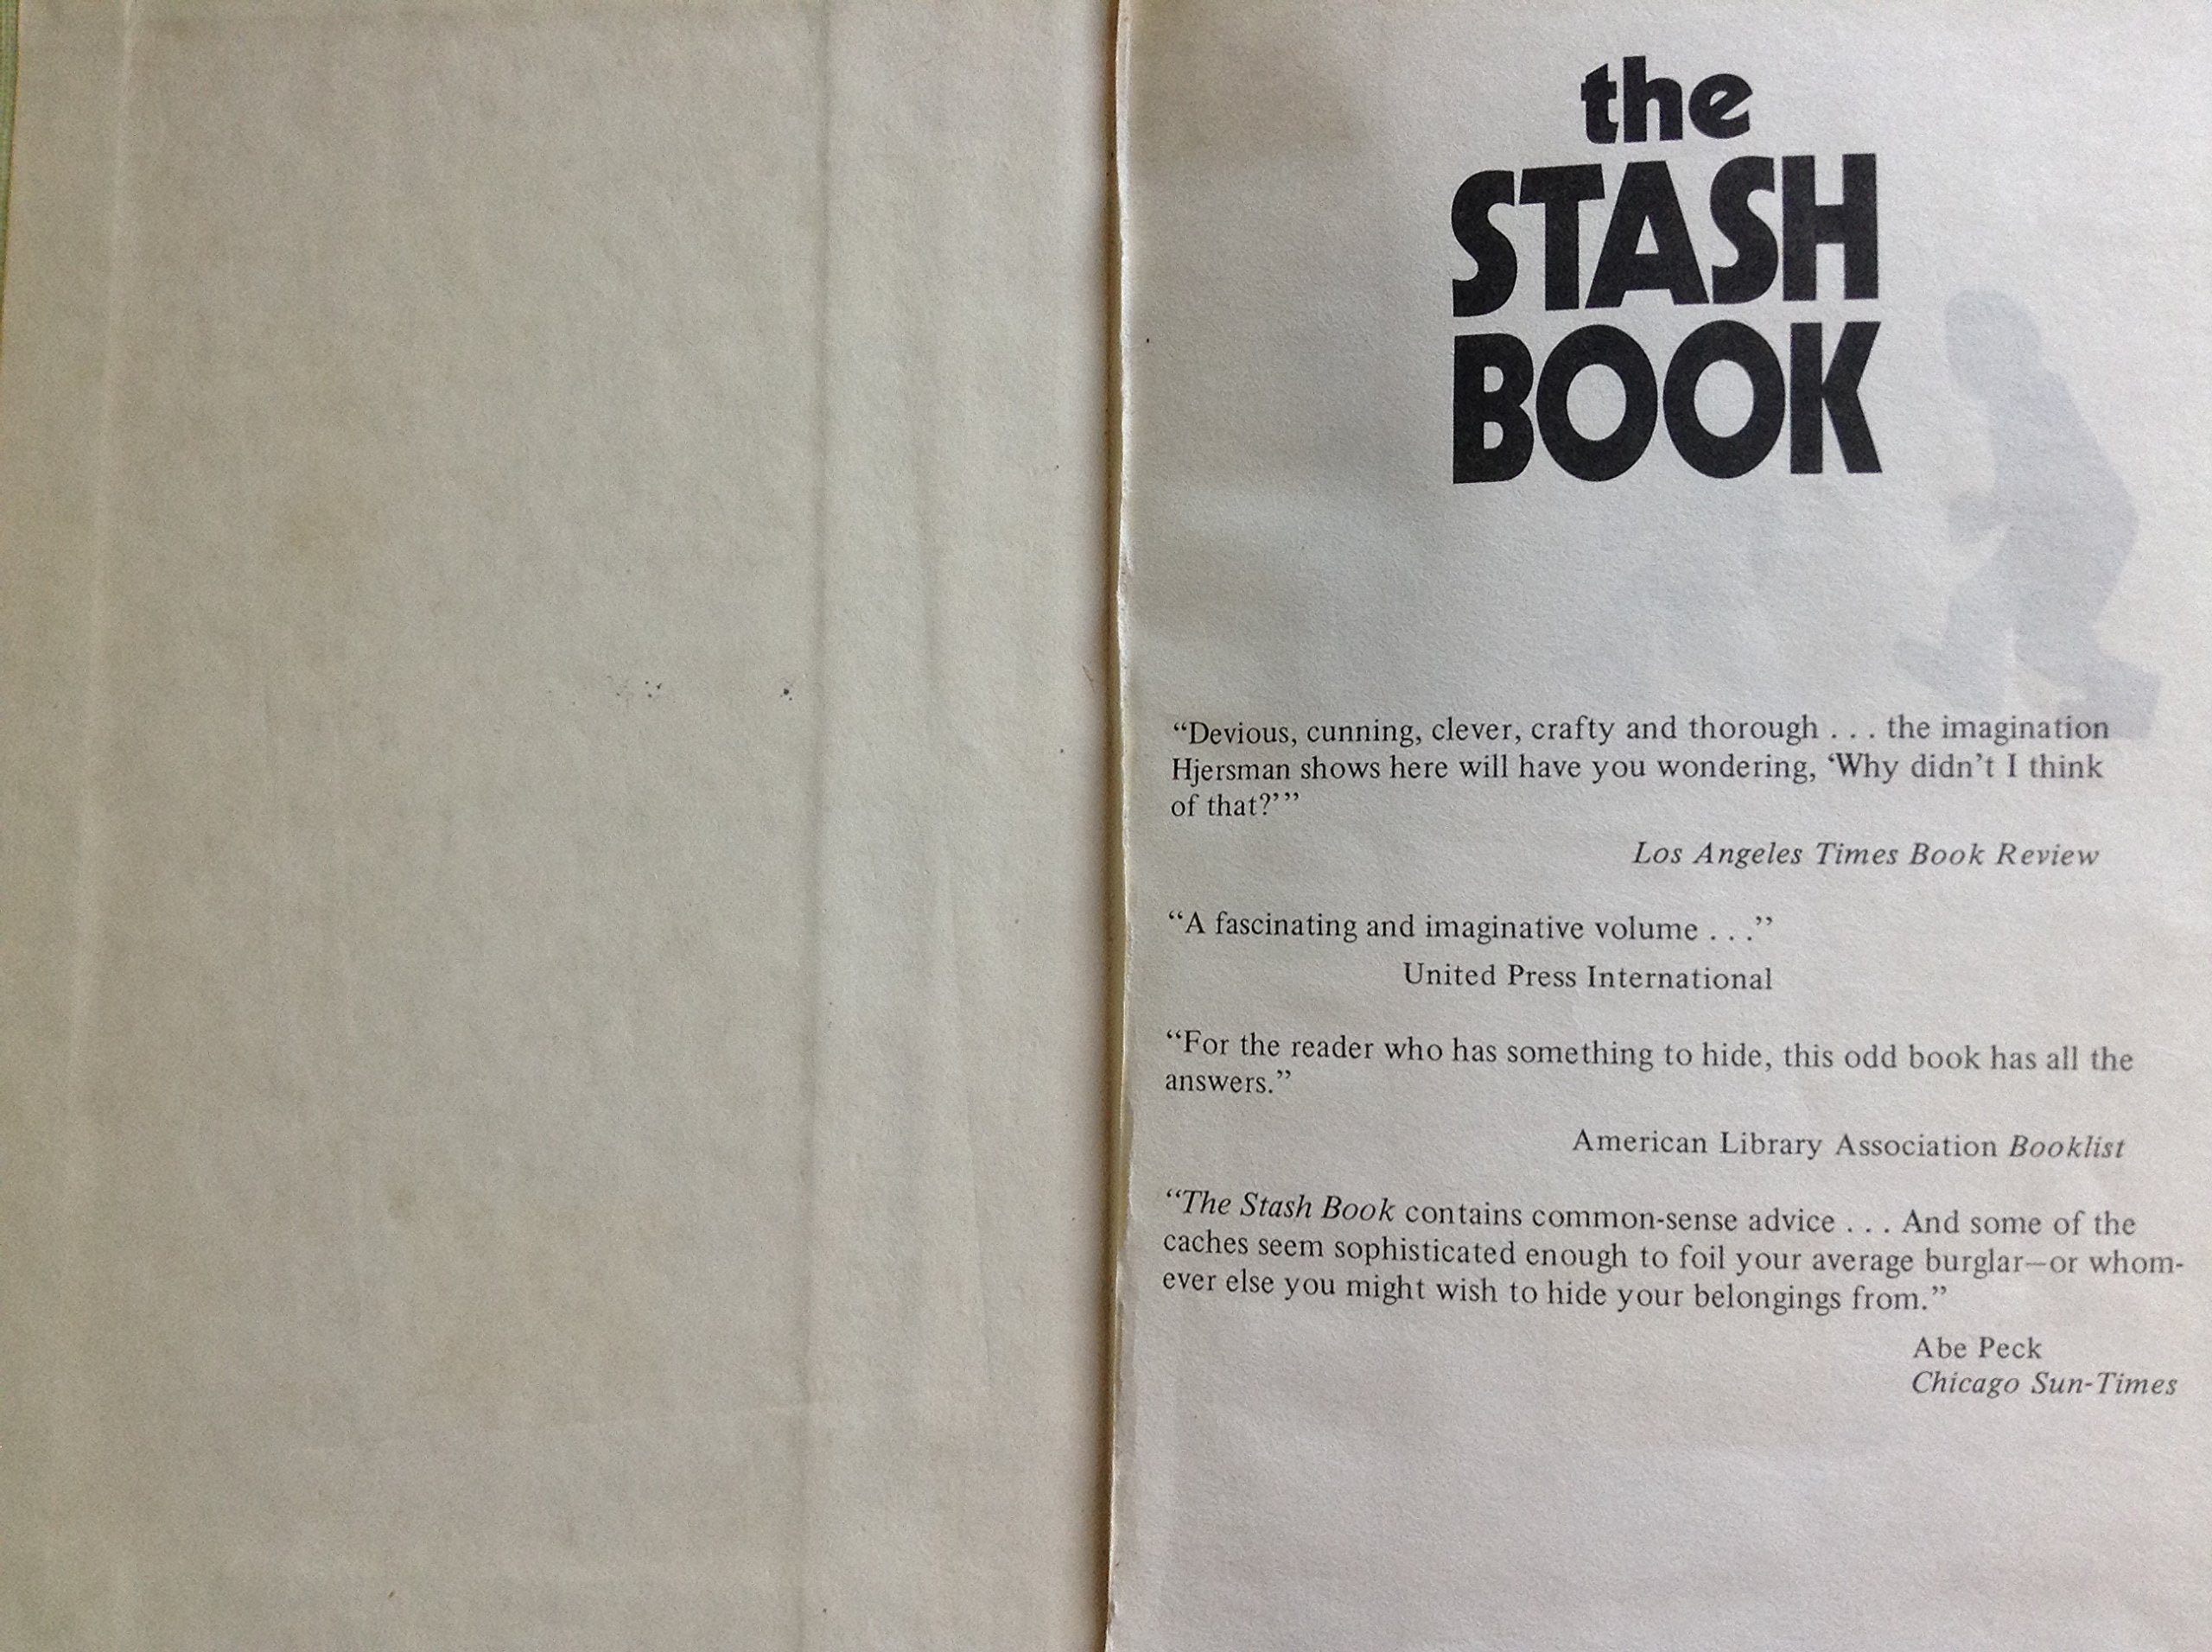 the
STASH
BOOK
“Devious, cunning, clever, crafty and thorough . . . the imagination
Hjersman shows here will have you wondering, ‘Why didn’t I think
of that?’”
Los Angeles Times Book Review
“A fascinating and imaginative volume . . .”
United Press International
“For the reader who has something to hide, this odd book has all the
answers.”
American Library Association Booklist
“The Stash Book contains common-sense advice . . . And some of the
caches seem sophisticated enough to foil your average burglar—or whom-
ever else you might wish to hide your belongings from.”
Abe Peck
Chicago Sun-Times